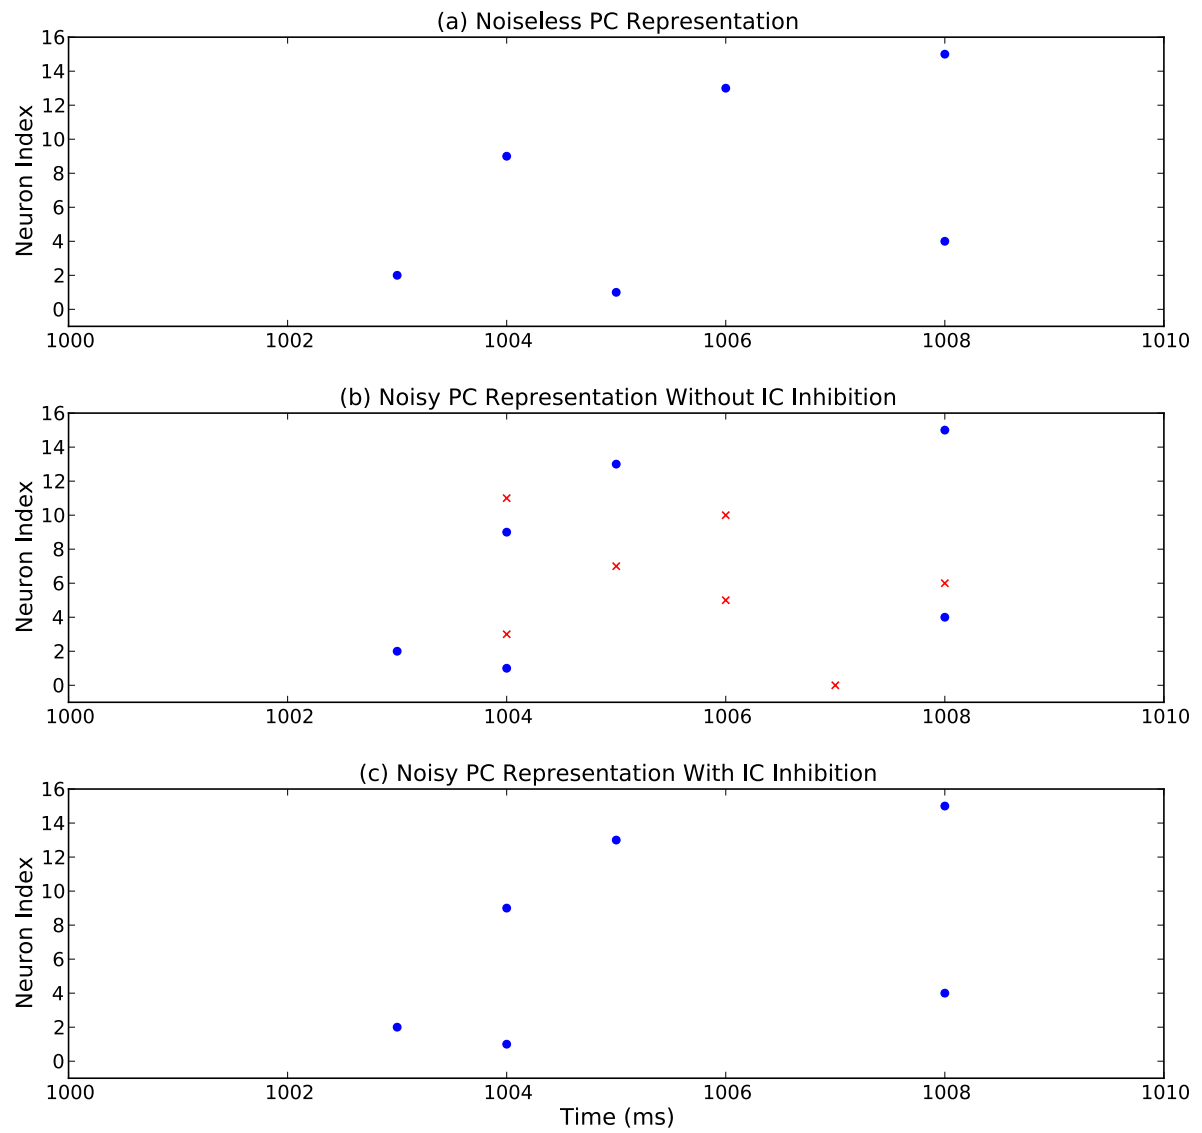 (a) Noiseless PC Representation
Neuron Index
16
14
12
10
8
6
4
2
0
1000 1002 1004 1006 1008 1010
(b) Noisy PC Representation Without IC Inhibition
Neuron Index
16
14
12
10
8
6
4
2
0
1000 1002 1004 1006 1008 1010
(c) Noisy PC Representation With IC Inhibition
Neuron Index
16
14
12
10
8
6
4
2
0
1000 1002 1004 1006 1008 1010
Time (ms)